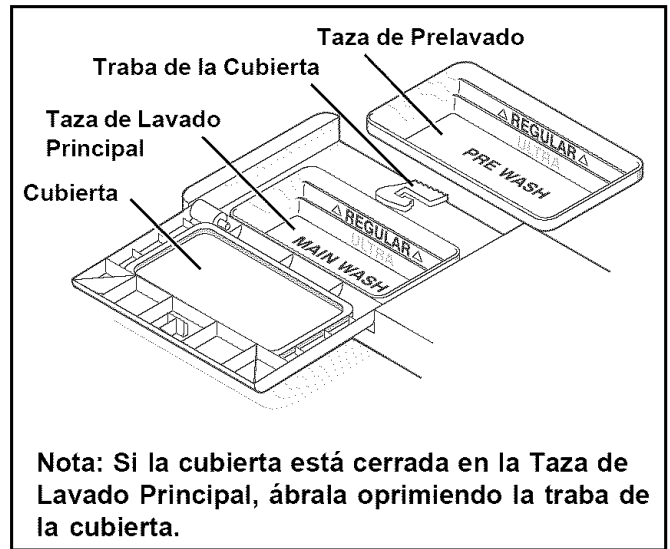 Taza de Prelavado
Traba de la Cubierta
Taza de Lavado
Principal
Cubierta
△ REGULAR △
ULTRA
PRE WASH
△ REGULAR △
ULTRA
MAIN WASH
Nota: Si la cubierta está cerrada en la Taza de
Lavado Principal, ábrala oprimiendo la traba de
la cubierta.